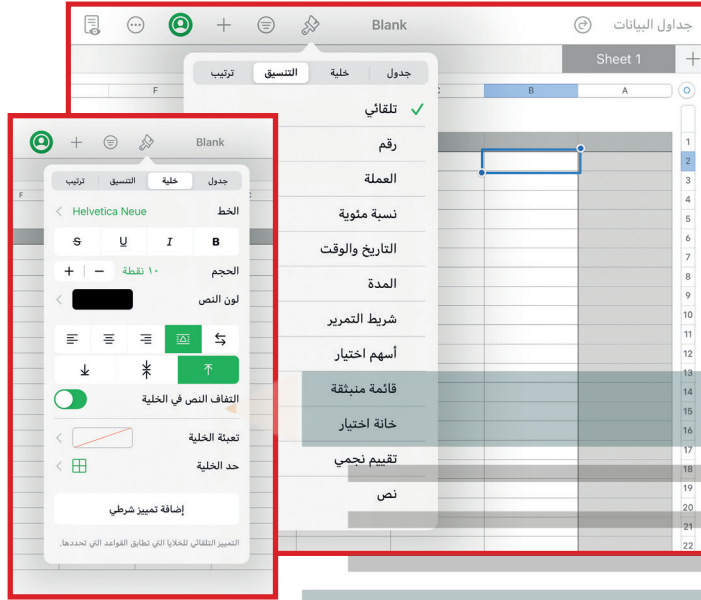 جداول البيانات
Blank
Sheet 1
F
B
A
ترتيب
التنسيق
خلية
جدول
تلقائي
رقم
العملة
نسبة مئوية
التاريخ والوقت
المدة
شريط التمرير
أسهم اختيار
قائمة منبثقة
خانة اختيار
تقييم نجمي
نص
1
2
3
4
5
6
7
8
9
10
11
12
13
14
15
16
17
18
19
20
21
22
Blank
F
جدول
خلية
التنسيق
ترتيب
الخط Helvetica Neue
B I U S
الحجم ١٠ نقطة
لون النص
التفاف النص في الخلية
تعبئة الخلية
حد الخلية
إضافة تمييز شرطي
التمييز التلقائي للخلايا التي تطابق القواعد التي تحددها.